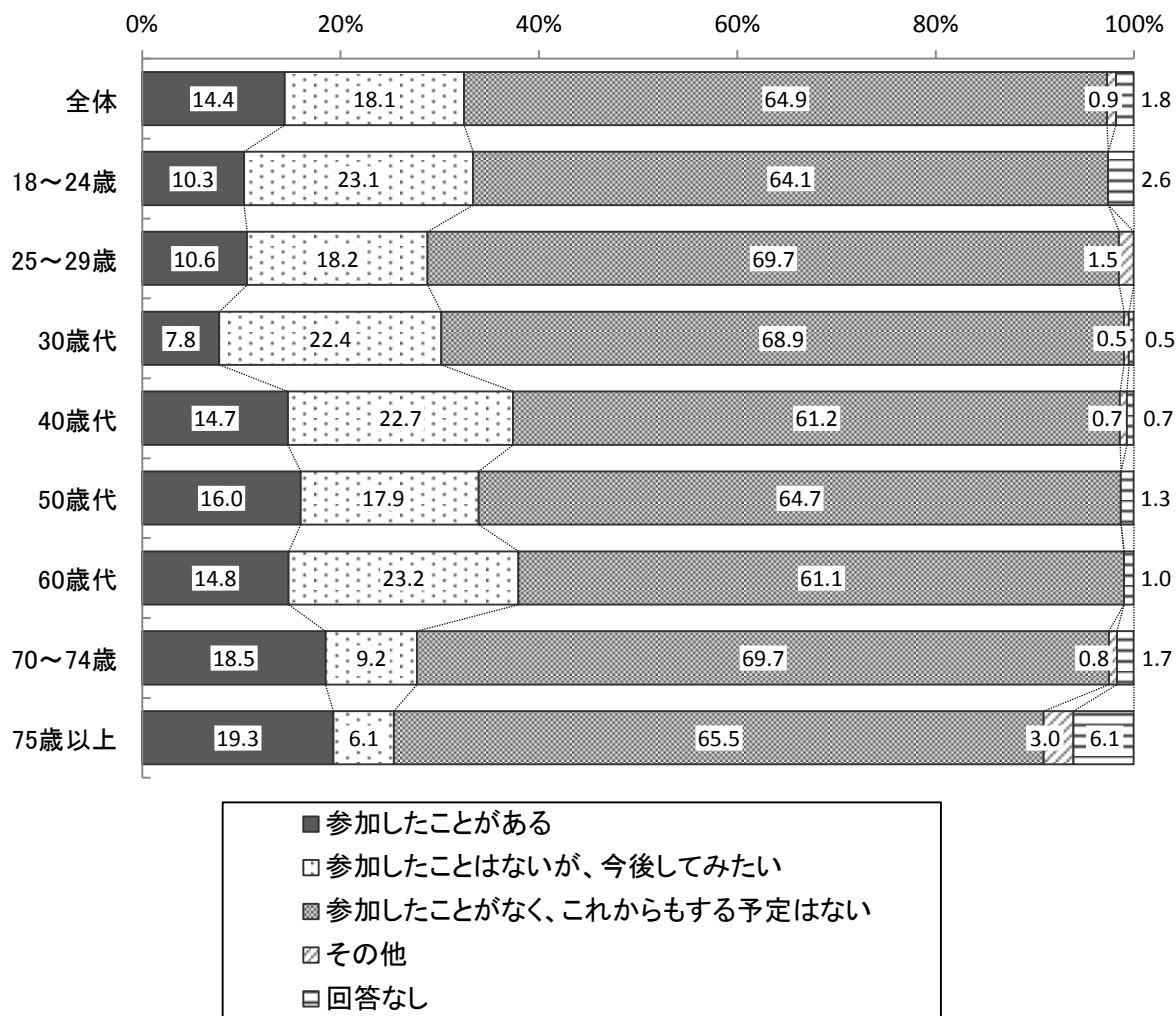 0% 20% 40% 60% 80% 100%
全体 14.4 18.1 64.9 0.9 1.8
18～24歳 10.3 23.1 64.1 2.6
25～29歳 10.6 18.2 69.7 1.5
30歳代 7.8 22.4 68.9 0.5 0.5
40歳代 14.7 22.7 61.2 0.7 0.7
50歳代 16.0 17.9 64.7 1.3
60歳代 14.8 23.2 61.1 1.0
70～74歳 18.5 9.2 69.7 0.8 1.7
75歳以上 19.3 6.1 65.5 3.0 6.1
参加したことがある
参加したことはないが、今後してみたい
参加したことがなく、これからもする予定はない
その他
回答なし